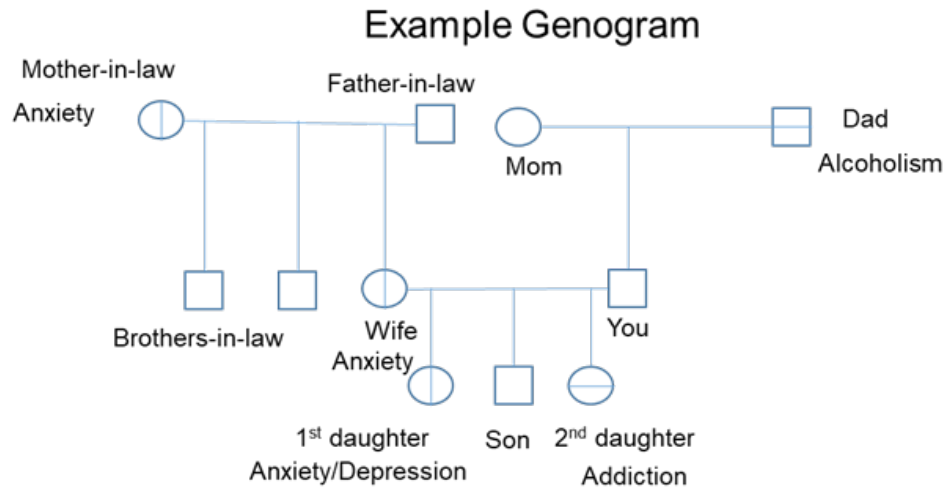 Example Genogram
Mother-in-law
Anxiety
Father-in-law
Mom
Dad
Alcoholism
Brothers-in-law
Wife
Anxiety
You
1st daughter
Anxiety/Depression
Son
2nd daughter
Addiction